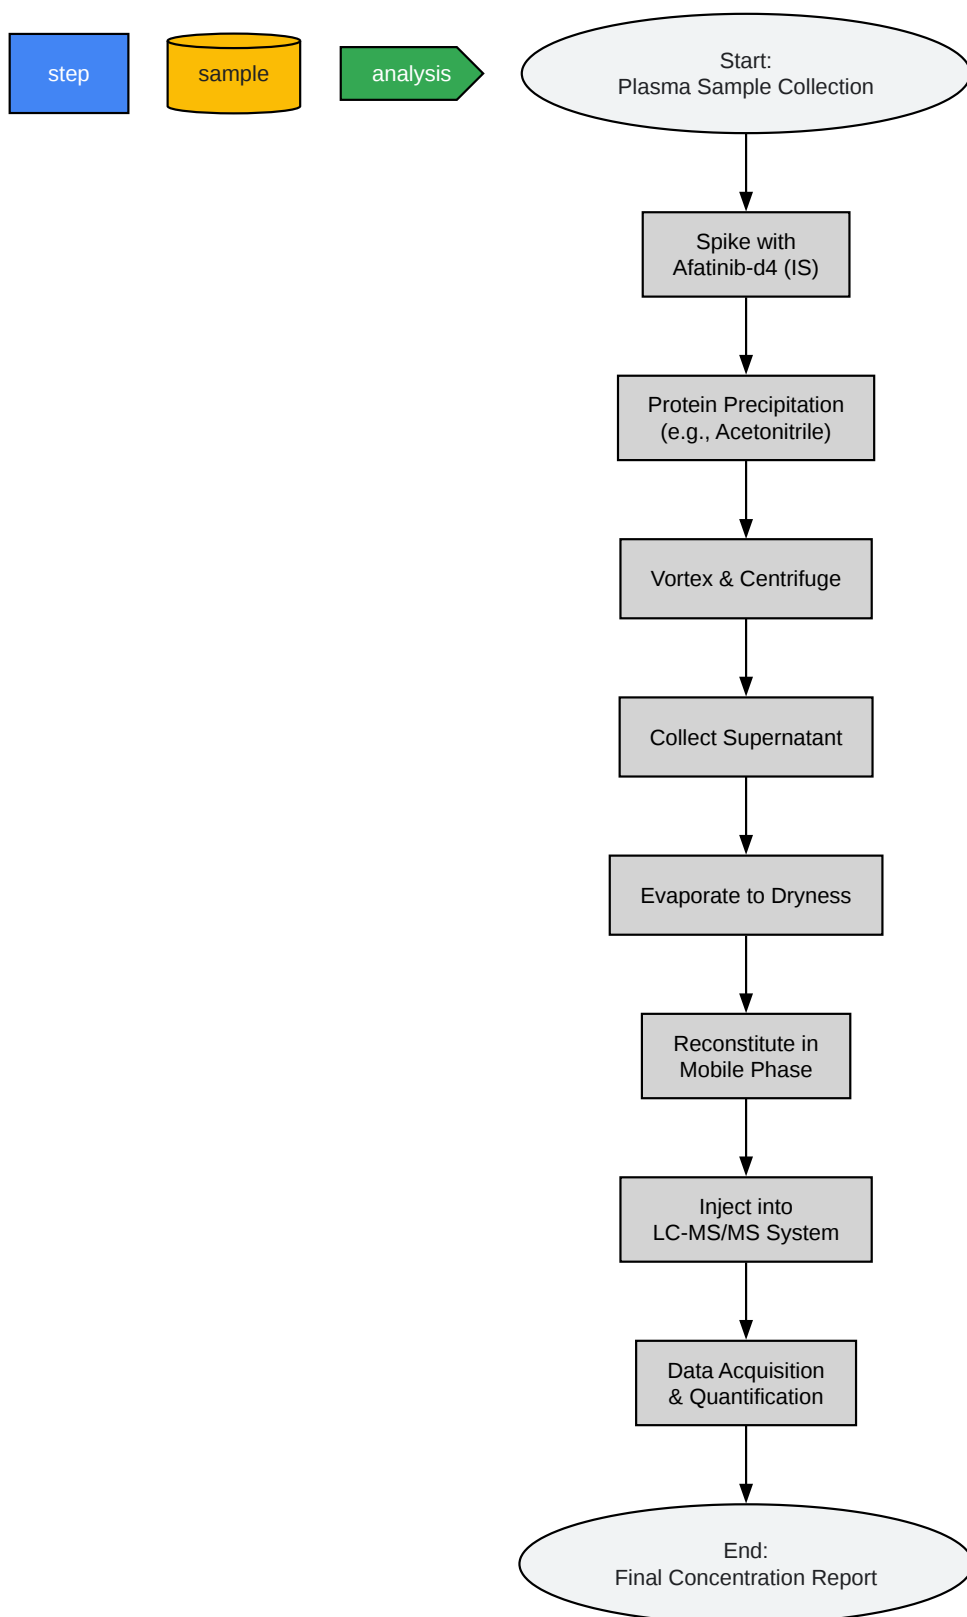 step
sample
analysis
Start:
Plasma Sample Collection
Spike with
Afatinib-d4 (IS)
Protein Precipitation
(e.g., Acetonitrile)
Vortex & Centrifuge
Collect Supernatant
Evaporate to Dryness
Reconstitute in
Mobile Phase
Inject into
LC-MS/MS System
Data Acquisition
& Quantification
End:
Final Concentration Report